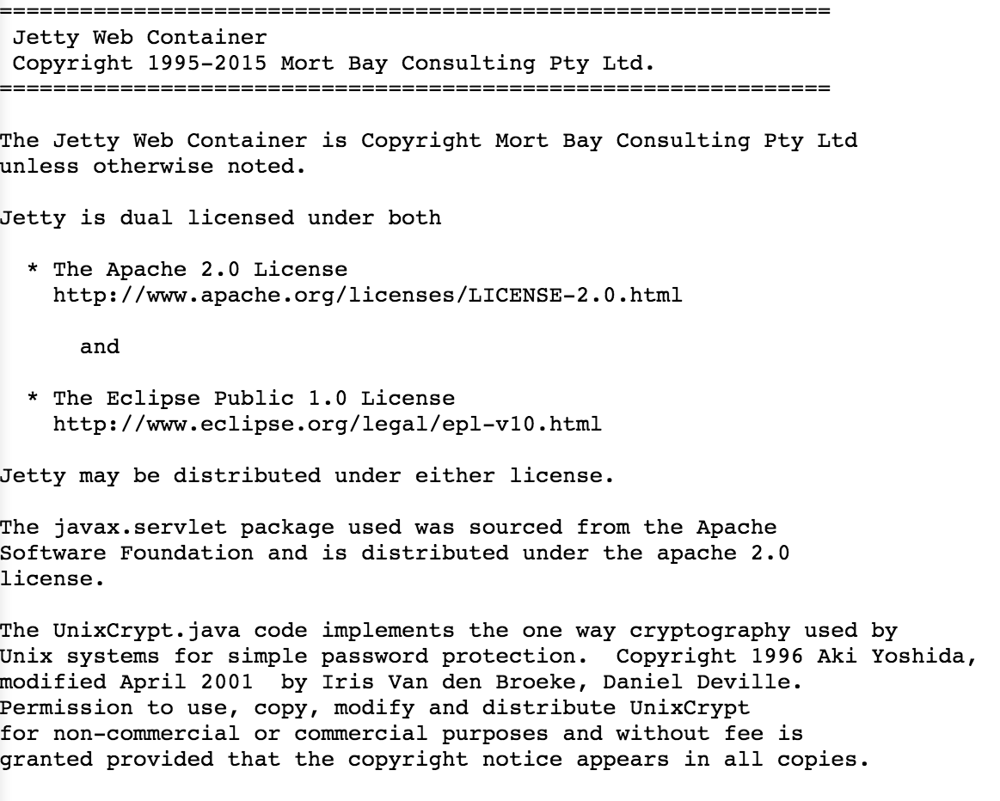 ==============================================================
 Jetty Web Container
 Copyright 1995-2015 Mort Bay Consulting Pty Ltd.
==============================================================

The Jetty Web Container is Copyright Mort Bay Consulting Pty Ltd
unless otherwise noted.

Jetty is dual licensed under both

  * The Apache 2.0 License
    http://www.apache.org/licenses/LICENSE-2.0.html

      and

  * The Eclipse Public 1.0 License
    http://www.eclipse.org/legal/epl-v10.html

Jetty may be distributed under either license.

The javax.servlet package used was sourced from the Apache
Software Foundation and is distributed under the apache 2.0
license.

The UnixCrypt.java code implements the one way cryptography used by
Unix systems for simple password protection.  Copyright 1996 Aki Yoshida,
modified April 2001  by Iris Van den Broeke, Daniel Deville.
Permission to use, copy, modify and distribute UnixCrypt
for non-commercial or commercial purposes and without fee is
granted provided that the copyright notice appears in all copies.